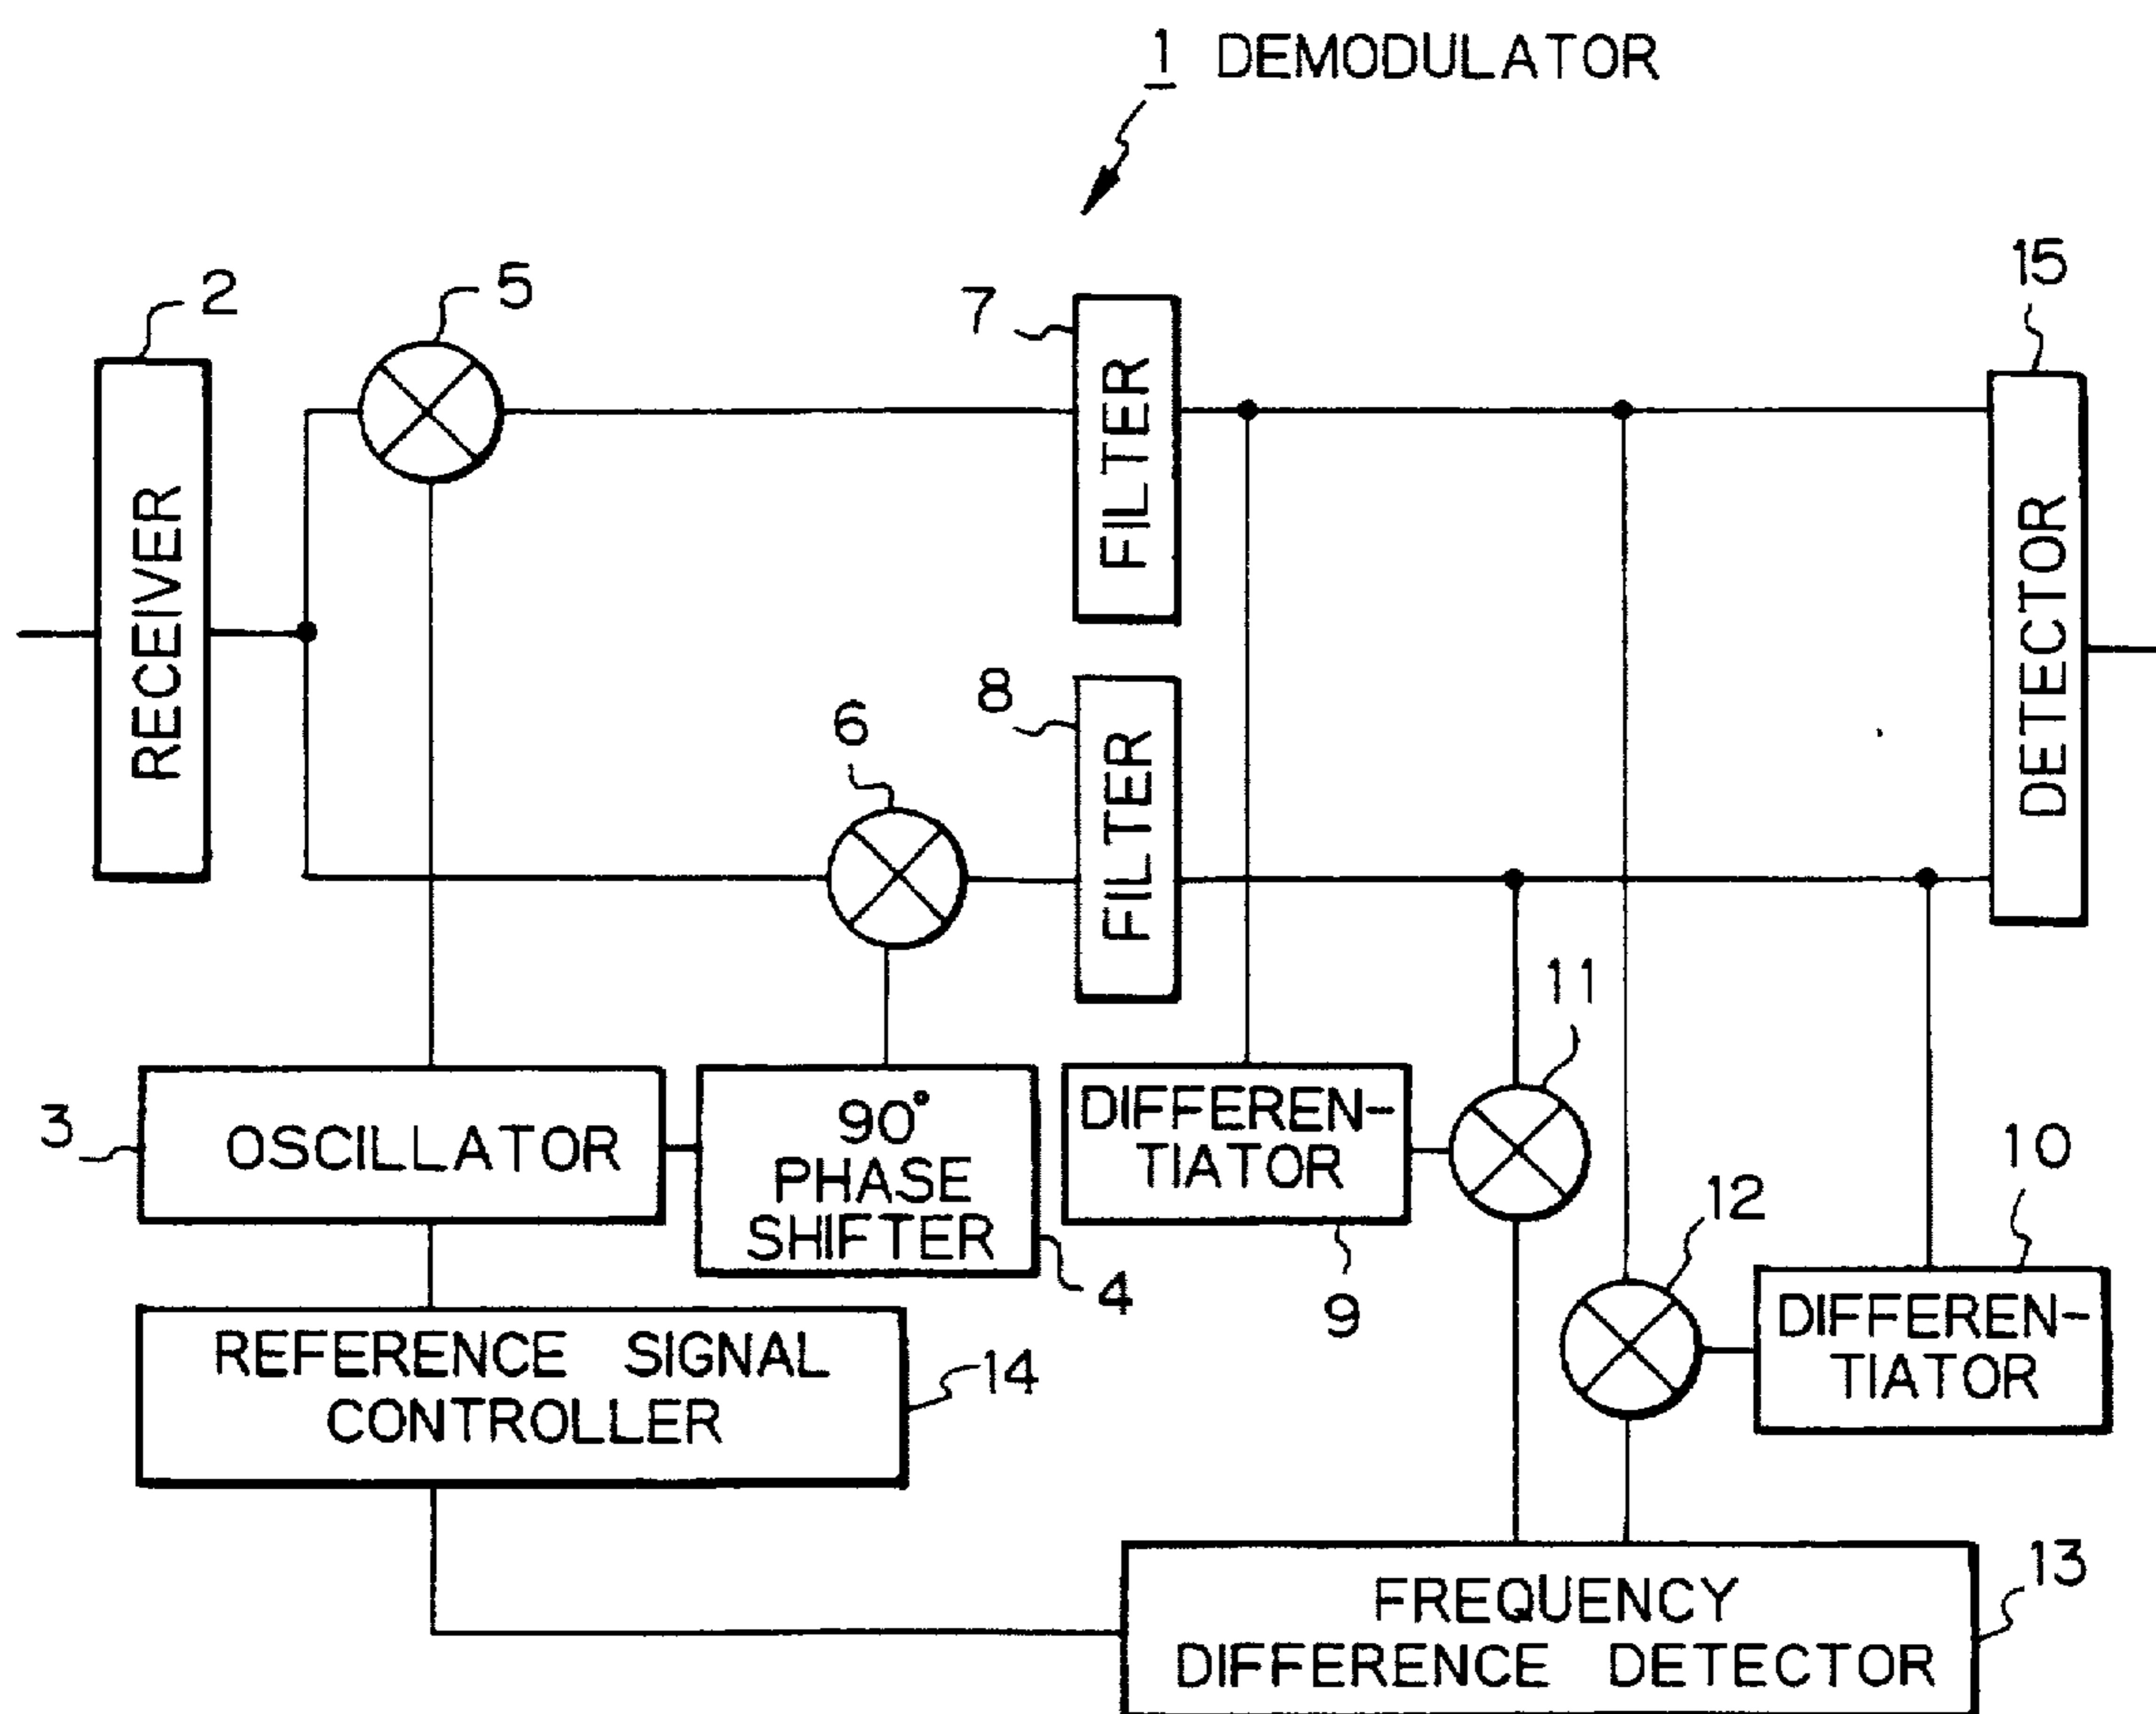 1 DEMODULATOR
2
5
7
15
RECEIVER
FILTER
DETECTOR
6
8
FILTER
11
3
OSCILLATOR
90°
PHASE
SHIFTER
4
DIFFEREN-
TIATOR
9
12
10
DIFFEREN-
TIATOR
REFERENCE SIGNAL
CONTROLLER
14
FREQUENCY
DIFFERENCE DETECTOR
13